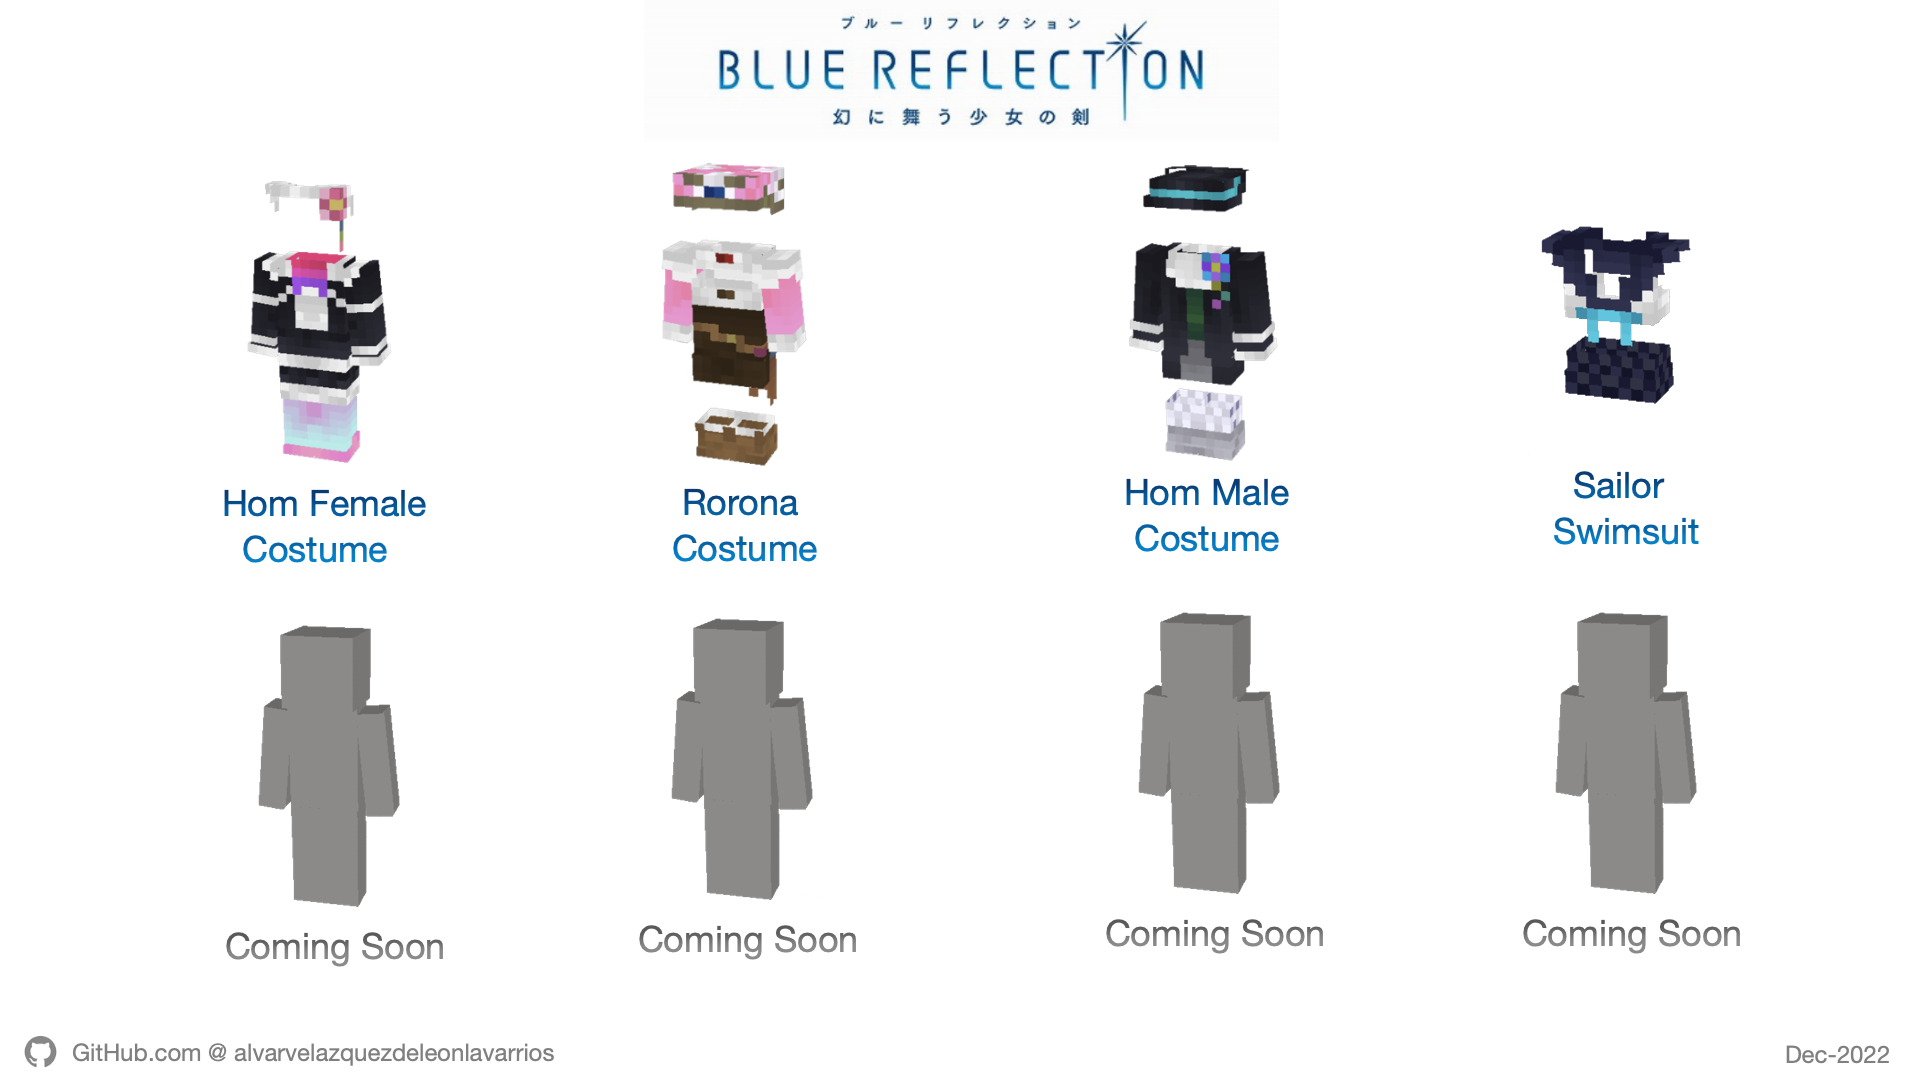 ブルー リフレクション
BLUE REFLECTION
幻に舞う少女の剣
Hom Female
Costume
Rorona
Costume
Hom Male
Costume
Sailor
Swimsuit
Coming Soon
Coming Soon
Coming Soon
Coming Soon
GitHub.com @ alvarvelazquezdeleonlavarrios
Dec-2022